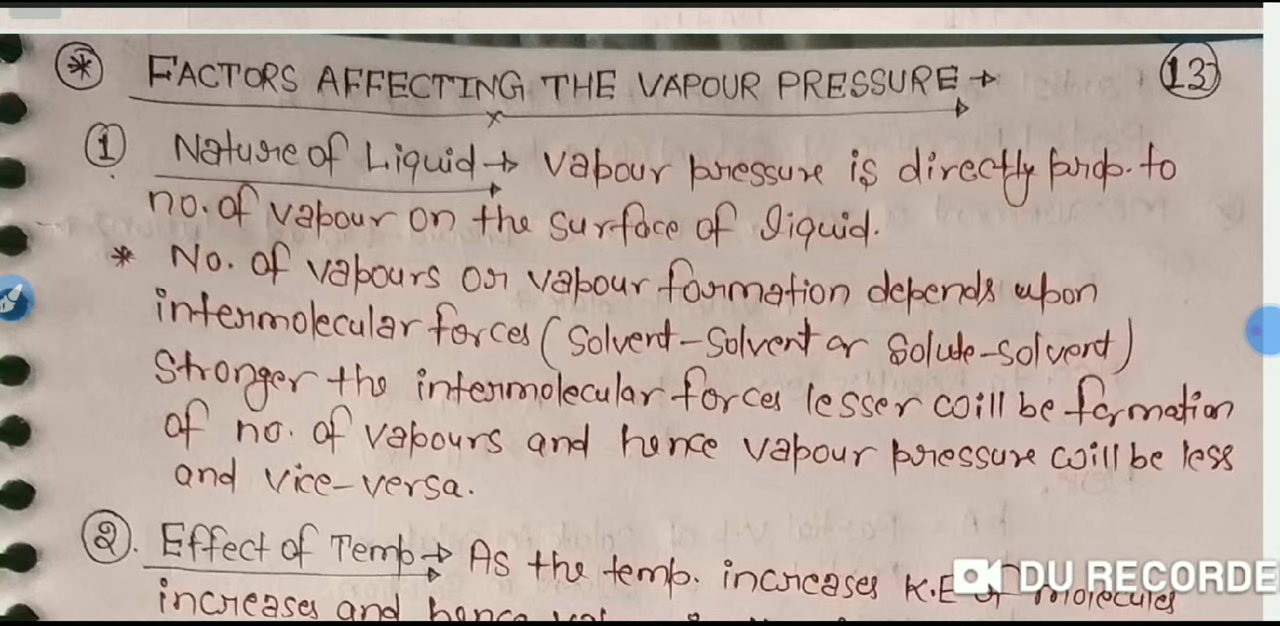 * FACTORS AFFECTING THE VAPOUR PRESSURE → 13
1 Nature of Liquid → Vapour pressure is directly prop. to
no. of vapour on the surface of liquid.
* No. of vapours or vapour formation depends upon
intermolecular forces (Solvent-Solvent or Solute-Solvent)
Stronger the intermolecular forces lesser will be formation
of no. of vapours and hence vapour pressure will be less
and vice-versa.
2. Effect of Temp → As the temp. increases K.E of molecules
increases and hence
DU RECORDE